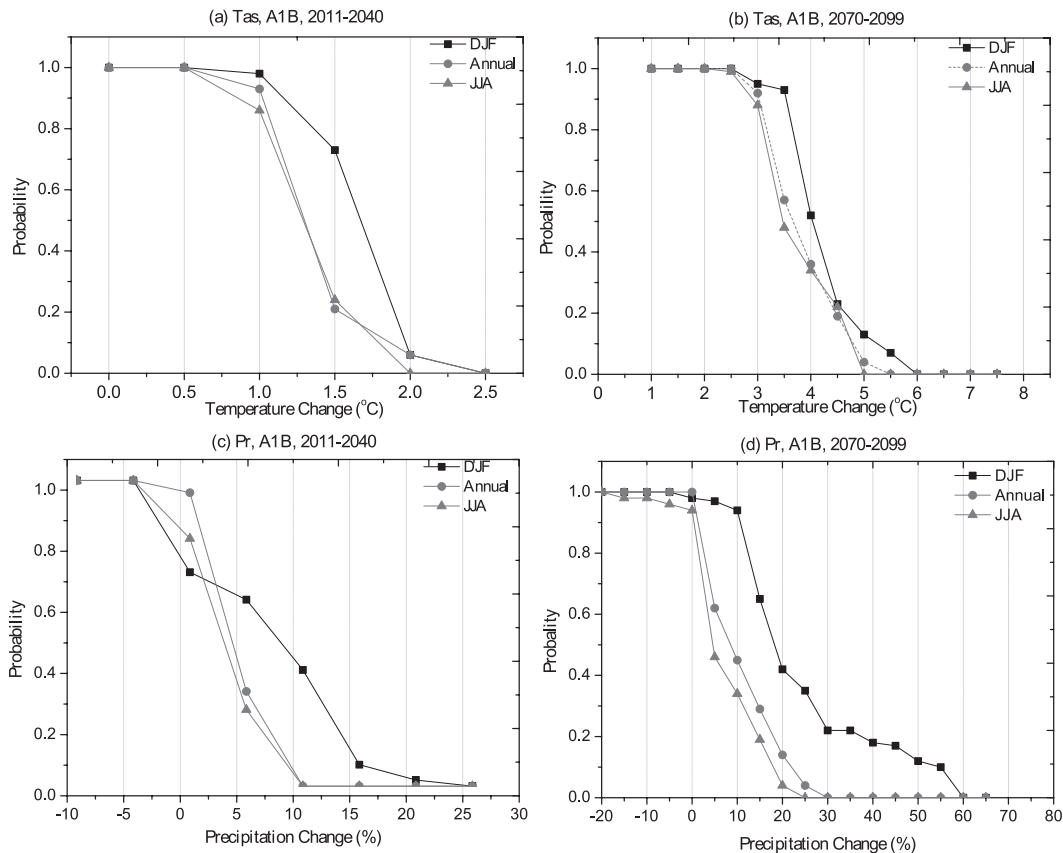 (a) Tas, A1B, 2011-2040
DJF
Annual
JJA
1.0
0.8
0.6
0.4
0.2
0.0
Probability
0.0 0.5 1.0 1.5 2.0 2.5
Temperature Change (°C)
(b) Tas, A1B, 2070-2099
DJF
Annual
JJA
1.0
0.8
0.6
0.4
0.2
0.0
Probalility
0 1 2 3 4 5 6 7 8
Temperature Change (°C)
(c) Pr, A1B, 2011-2040
DJF
Annual
JJA
1.0
0.8
0.6
0.4
0.2
0.0
Probability
-10 -5 0 5 10 15 20 25 30
Precipitation Change (%)
(d) Pr, A1B, 2070-2099
DJF
Annual
JJA
1.0
0.8
0.6
0.4
0.2
0.0
Probality
-20 -10 0 10 20 30 40 50 60 70 80
Precipitation Change (%)